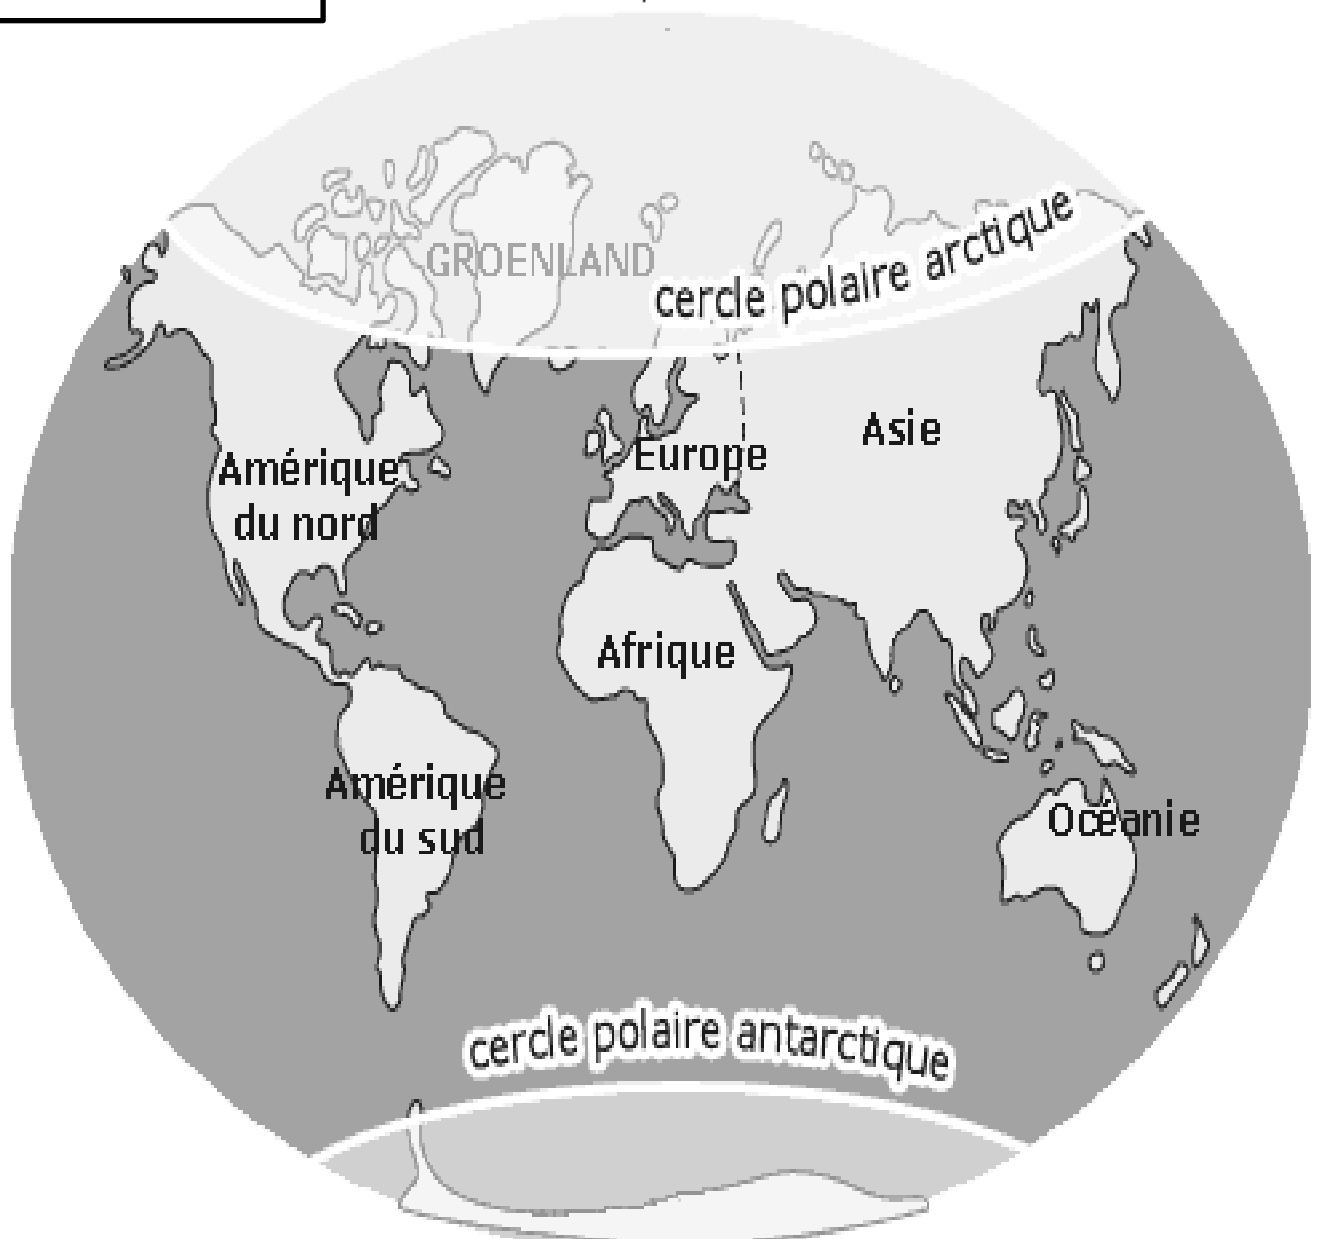 GROENLAND
cercle polaire arctique
Asie
Europe
Amérique
du nord
Afrique
Amérique
du sud
Océanie
cercle polaire antarctique